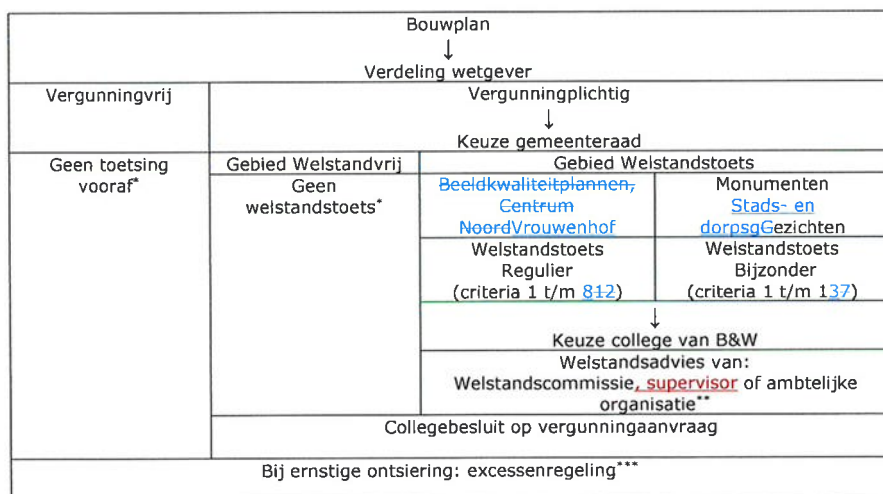 Bouwplan
↓
Verdeling wetgever
Vergunningvrij
Vergunningplichtig
↓
Keuze gemeenteraad
Geen toetsing
vooraf*
Gebied Welstandvrij
Gebied Welstandstoets
Geen
welstandstoets*
Beeldkwaliteitplannen,
Centrum
NoordVrouwenhof
Monumenten
Stads- en
dorpsgGezichten
Welstandstoets
Regulier
(criteria 1 t/m 812)
Welstandstoets
Bijzonder
(criteria 1 t/m 137)
↓
Keuze college van B&W
Welstandsadvies van:
Welstandscommissie, supervisor of ambtelijke
organisatie**
Collegebesluit op vergunningaanvraag
Bij ernstige ontsiering: excessenregeling***